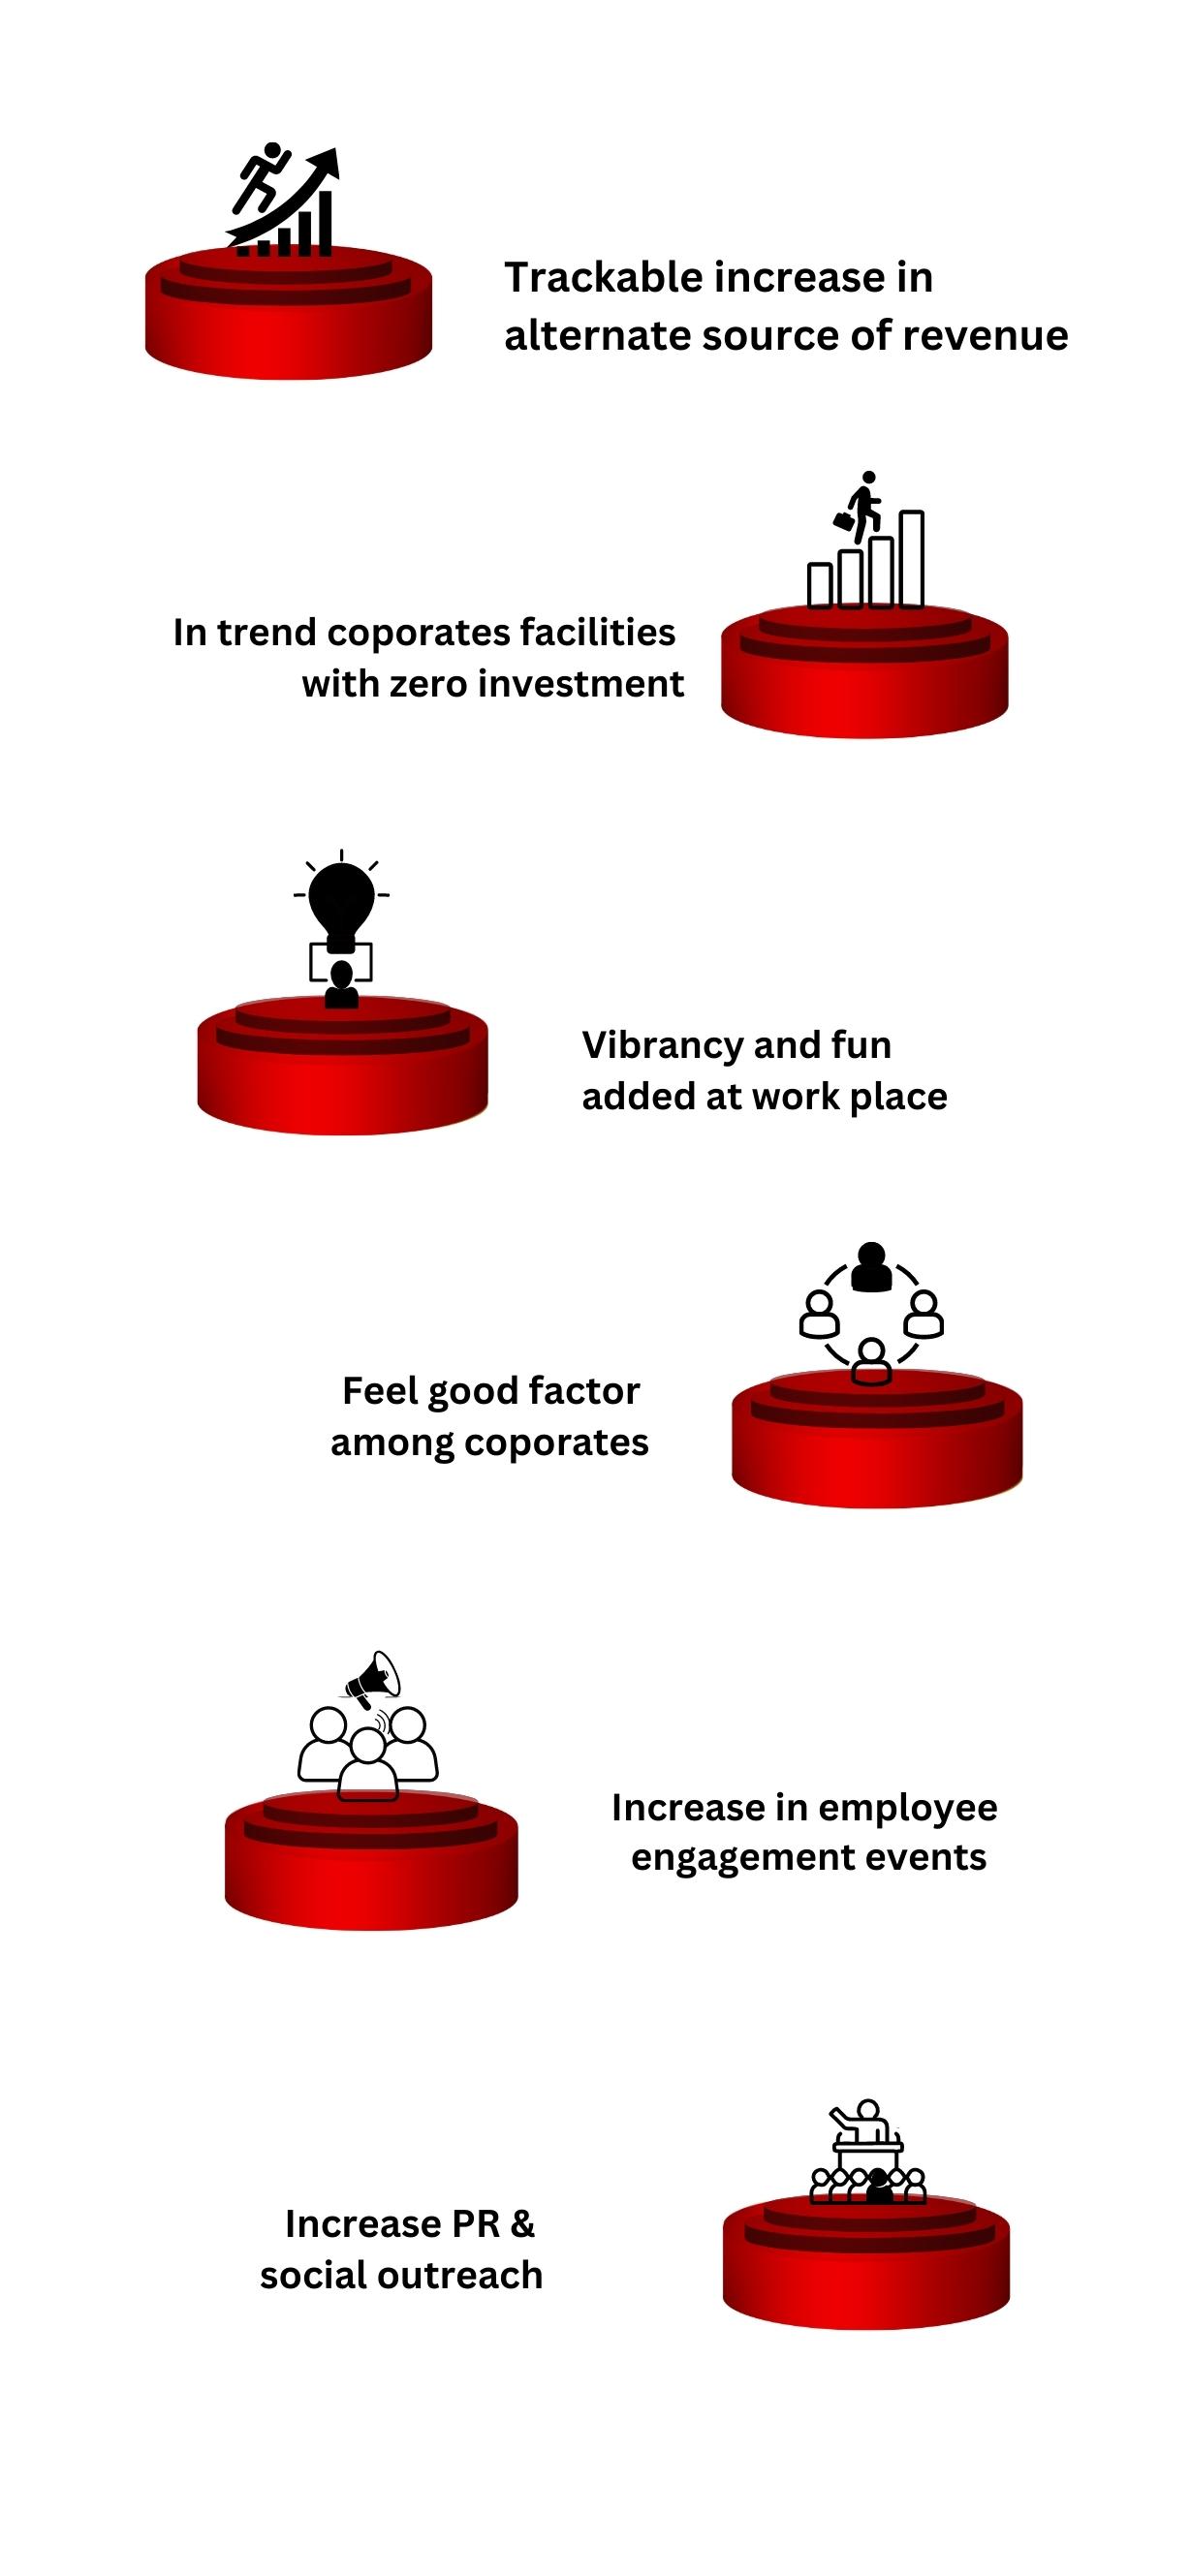 Trackable increase in
alternate source of revenue
In trend coporates facilities
with zero investment
Vibrancy and fun
added at work place
Feel good factor
among coporates
Increase in employee
engagement events
Increase PR &
social outreach